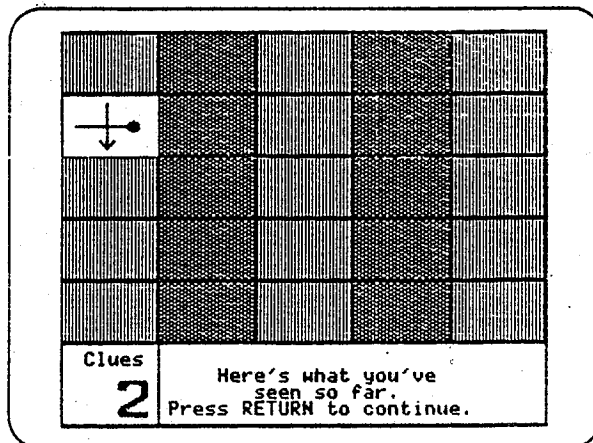 Clues
2
Here's what you've
seen so far.
Press RETURN to continue.